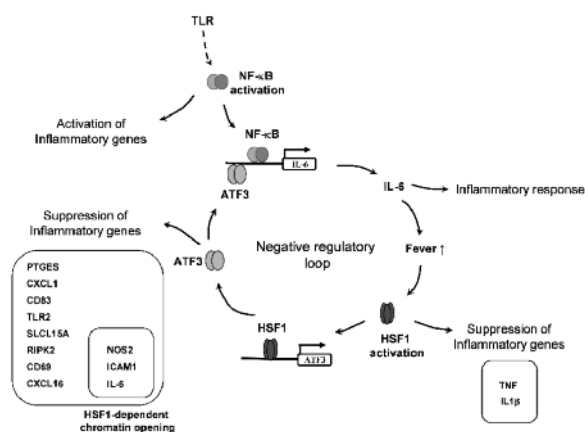 TLR
NF-κB
activation
Activation of
Inflammatory genes
NF-κB
IL-6
ATF3
IL-6
Inflammatory response
Suppression of
Inflammatory genes
Negative regulatory
loop
Fever ↑
ATF3
PTGES
CXCL1
CD83
TLR2
SLCL15A
RIPK2
CD69
CXCL16
NOS2
ICAM1
IL-6
HSF1-dependent
chromatin opening
HSF1
ATF3
HSF1
activation
Suppression of
Inflammatory genes
TNF
IL1β